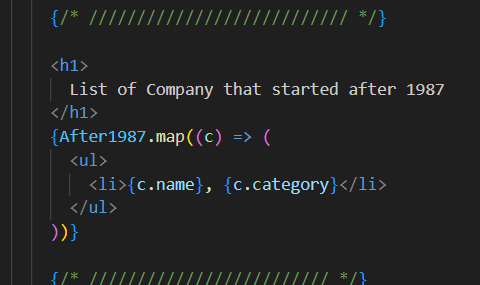 {/* /////////////////////////// */}
<h1>
List of Company that started after 1987
</h1>
{After1987.map((c) => (
<ul>
<li>{c.name}, {c.category}</li>
</ul>
))}
{/* ///////////////////////// */}